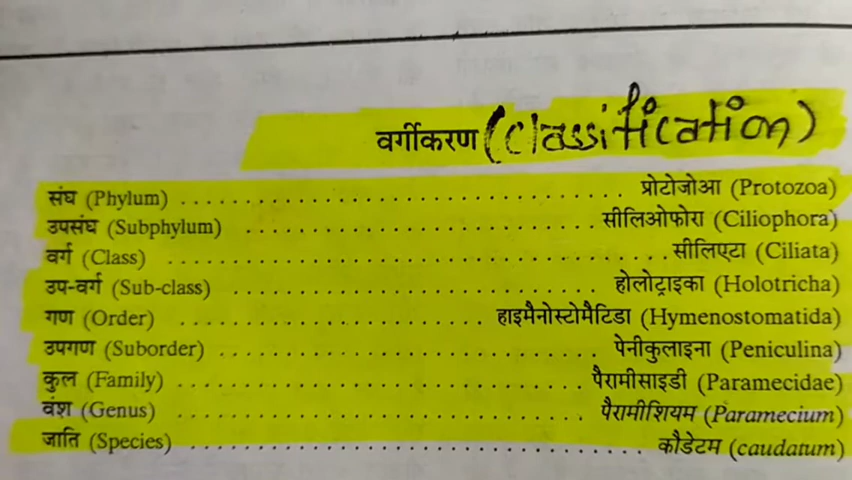 वर्गीकरण (Classification)
संघ (Phylum) ........................................ प्रोटोजोआ (Protozoa)
उपसंघ (Subphylum) ................................ सीलिओफोरा (Ciliophora)
वर्ग (Class) ............................................. सीलिएटा (Ciliata)
उप-वर्ग (Sub-class) ................................ होलोट्राइका (Holotricha)
गण (Order) ......................... हाइमैनोस्टोमैटिडा (Hymenostomatida)
उपगण (Suborder) ................................ पेनीकुलाइना (Peniculina)
कुल (Family) .................................... पैरामीसाइडी (Paramecidae)
वंश (Genus) ..................................... पैरामीशियम (Paramecium)
जाति (Species) ....................................... कौडेटम (caudatum)